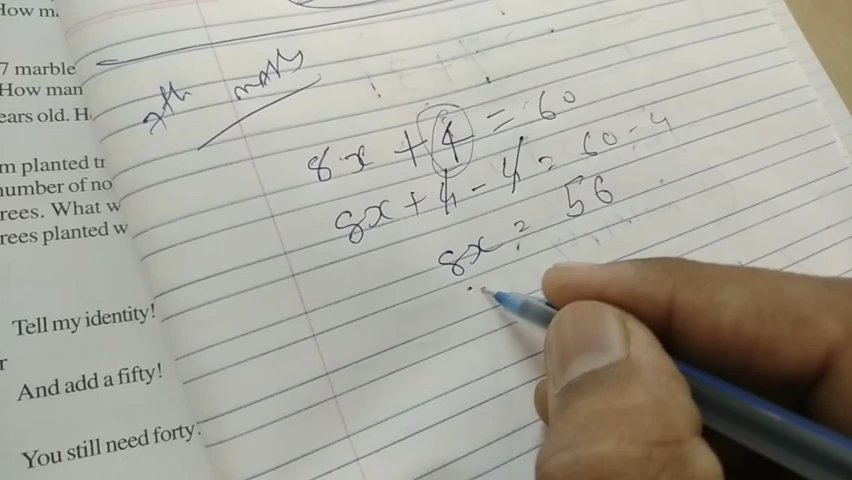 How m
7 marble
How man
ears old. H
m planted tr
number of no
rees. What w
rees planted w
Tell my identity!
r
And add a fifty!
You still need forty
7th maths
8x + 4 = 60
8x + 4 - 4 = 60 - 4
8x = 56